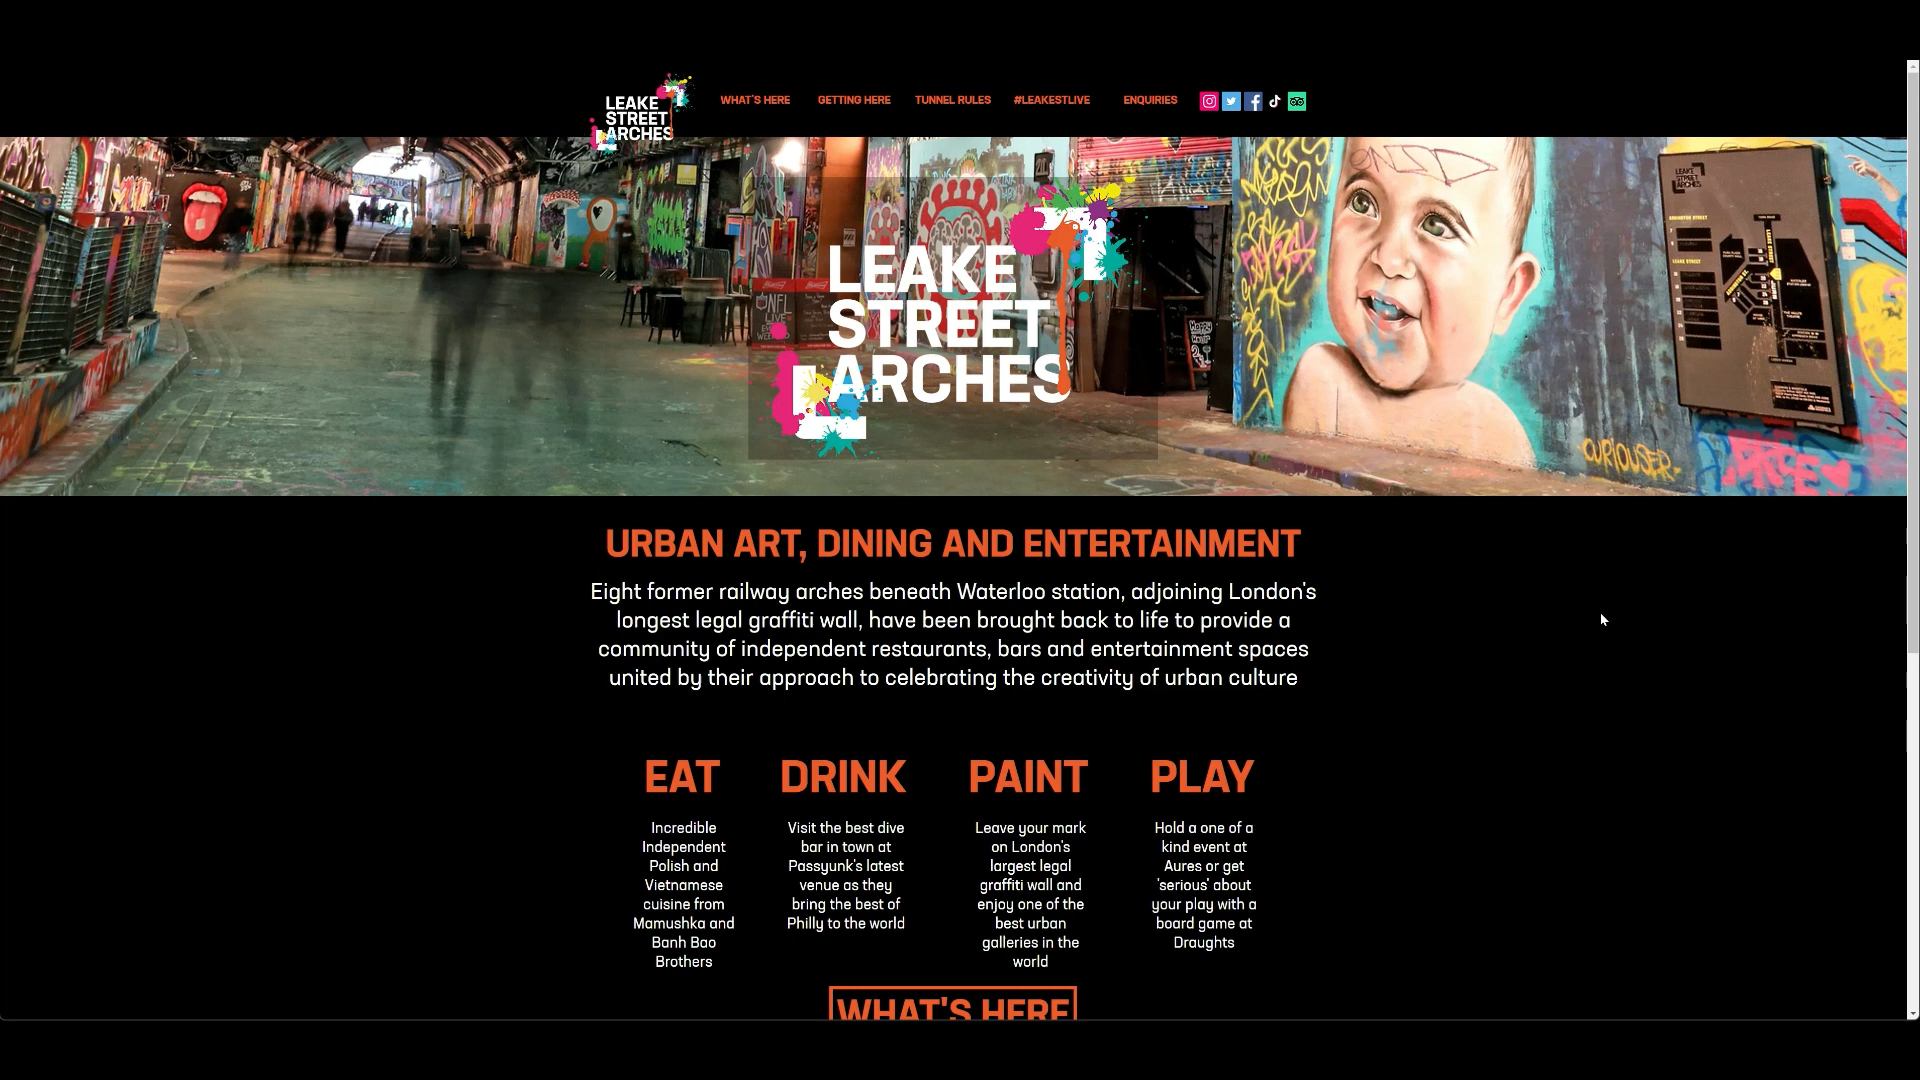 LEAKE
STREET
ARCHES
WHAT'S HERE
GETTING HERE
TUNNEL RULES
#LEAKESTLIVE
ENQUIRIES
LEAKE
STREET
ARCHES
LEAKE
STREET
ARCHES
NFL
LIVE
CURIOUSER
URBAN ART, DINING AND ENTERTAINMENT
Eight former railway arches beneath Waterloo station, adjoining London's
longest legal graffiti wall, have been brought back to life to provide a
community of independent restaurants, bars and entertainment spaces
united by their approach to celebrating the creativity of urban culture
EAT
Incredible
Independent
Polish and
Vietnamese
cuisine from
Mamushka and
Banh Bao
Brothers
DRINK
Visit the best dive
bar in town at
Passyunk's latest
venue as they
bring the best of
Philly to the world
PAINT
Leave your mark
on London's
largest legal
graffiti wall and
enjoy one of the
best urban
galleries in the
world
PLAY
Hold a one of a
kind event at
Aures or get
'serious' about
your play with a
board game at
Draughts
WHAT'S HERE